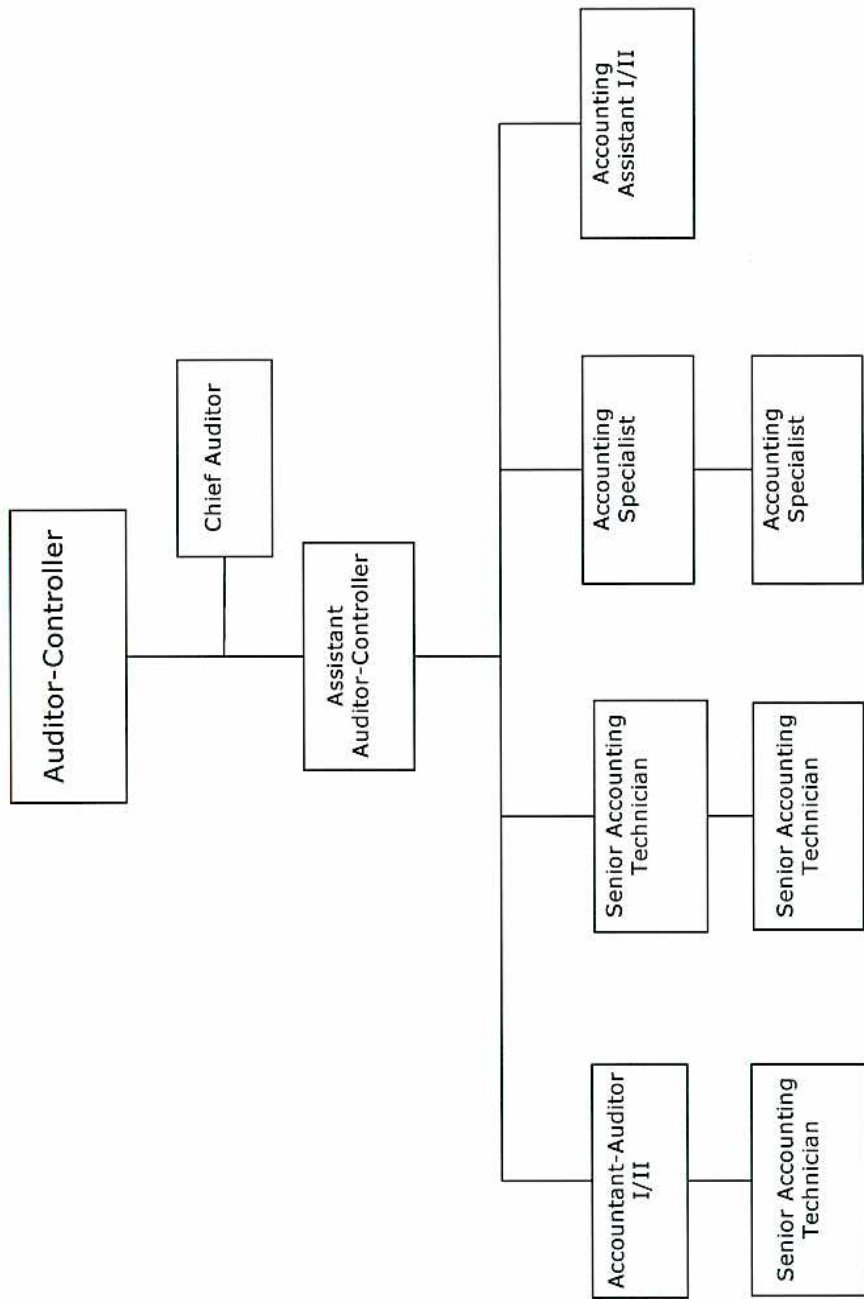 Auditor-Controller
Chief Auditor
Assistant
Auditor-Controller
Accountant-Auditor
I/II
Senior Accounting
Technician
Accounting
Specialist
Accounting
Assistant I/II
Senior Accounting
Technician
Senior Accounting
Technician
Accounting
Specialist